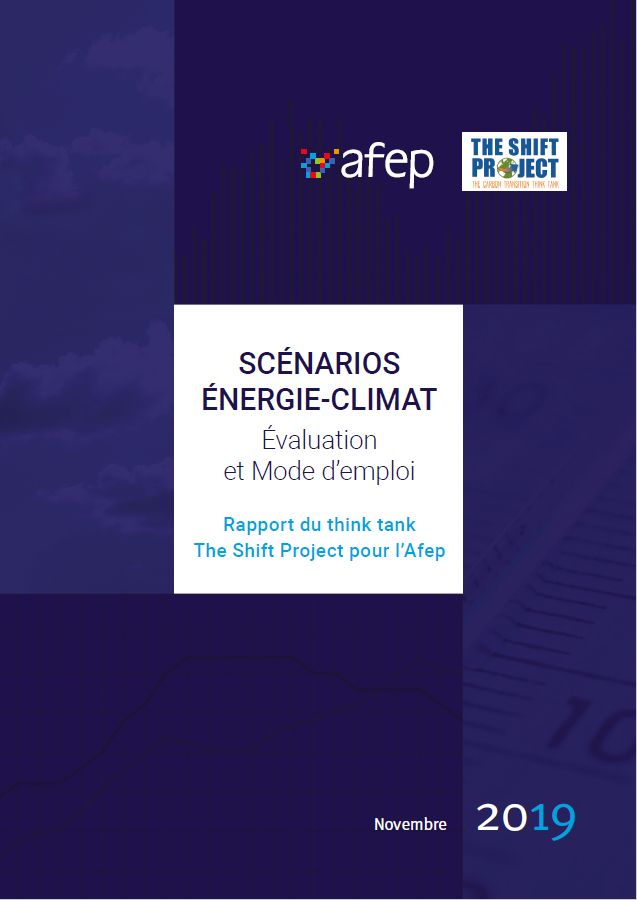 afep
THE SHIFT
PROJECT
THE CARBON TRANSITION THINK TANK
SCÉNARIOS
ÉNERGIE-CLIMAT
Évaluation
et Mode d'emploi
Rapport du think tank
The Shift Project pour l'Afep
10
Novembre 2019